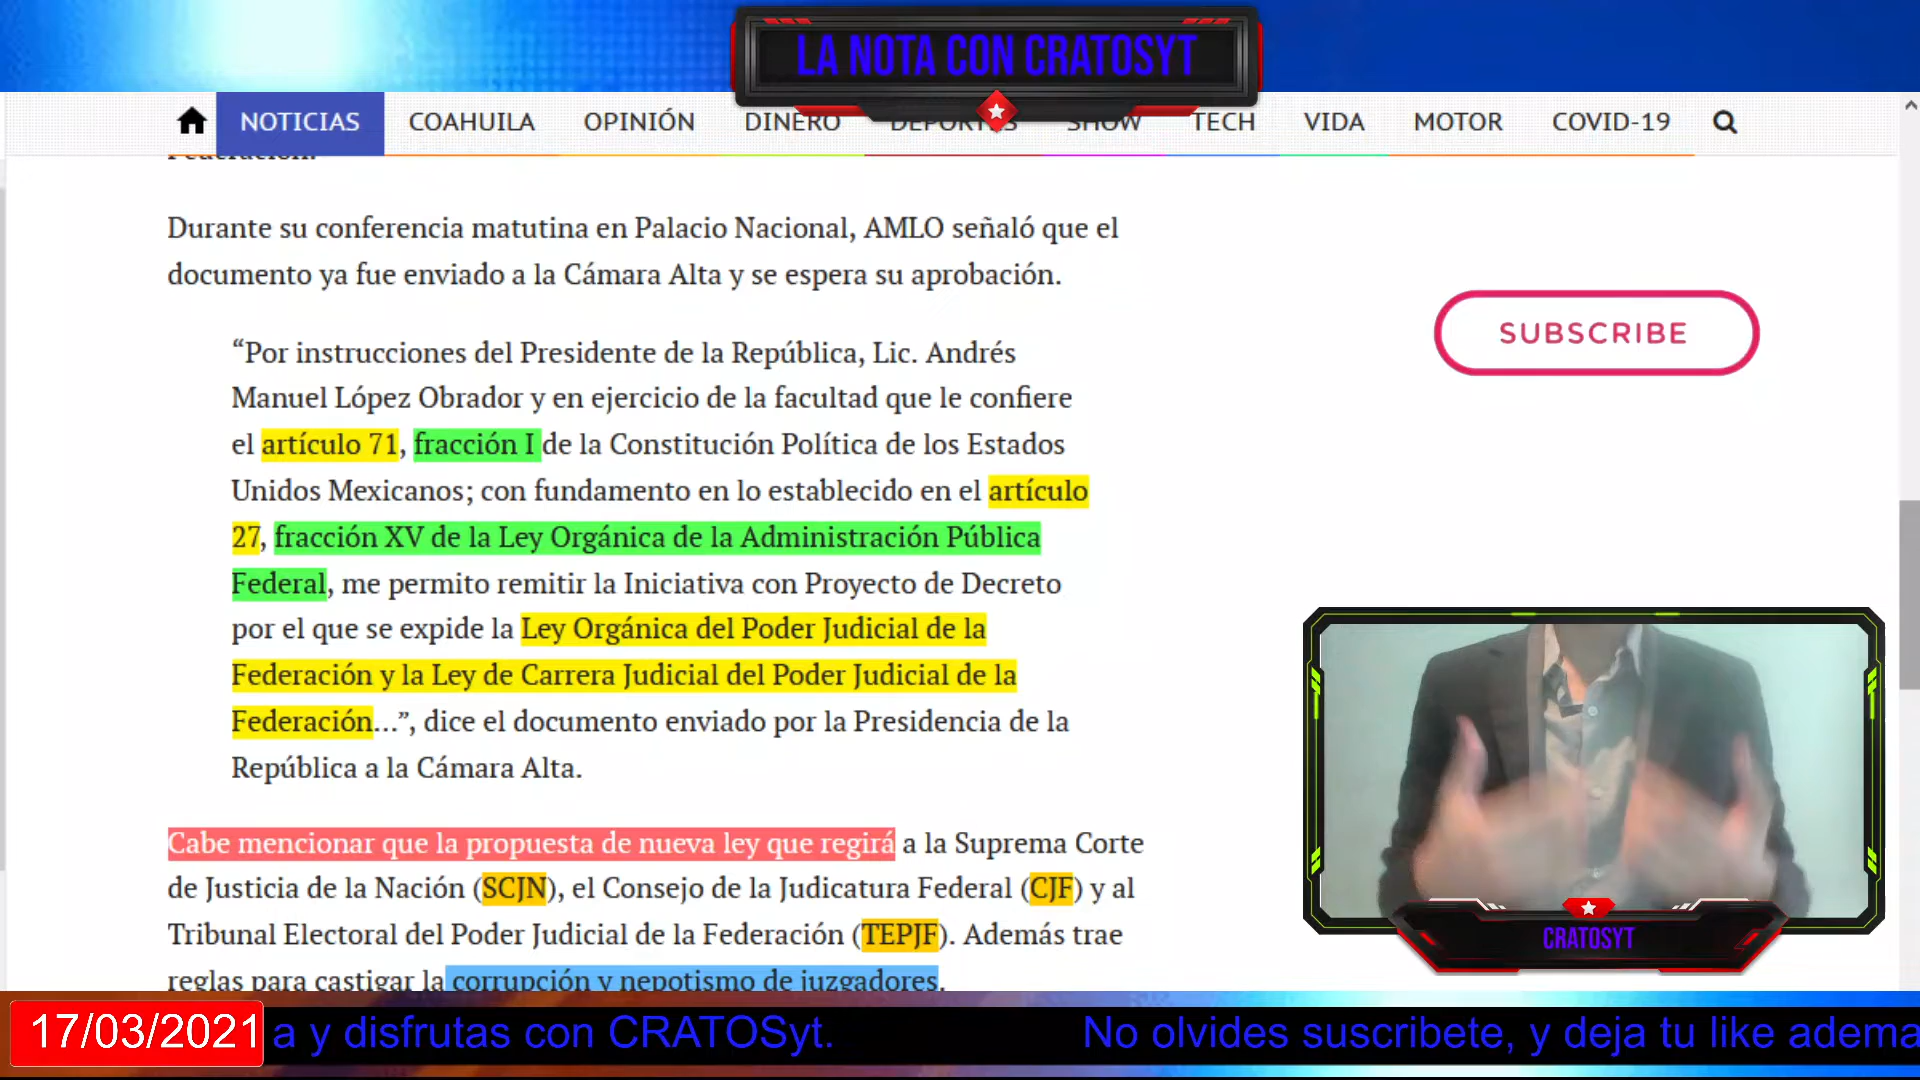 LA NOTA CON CRATOSYT
NOTICIAS COAHUILA OPINIÓN DINERO DEPORTES SHOW TECH VIDA MOTOR COVID-19
Federación.
Durante su conferencia matutina en Palacio Nacional, AMLO señaló que el
documento ya fue enviado a la Cámara Alta y se espera su aprobación.
“Por instrucciones del Presidente de la República, Lic. Andrés
Manuel López Obrador y en ejercicio de la facultad que le confiere
el artículo 71, fracción I de la Constitución Política de los Estados
Unidos Mexicanos; con fundamento en lo establecido en el artículo
27, fracción XV de la Ley Orgánica de la Administración Pública
Federal, me permito remitir la Iniciativa con Proyecto de Decreto
por el que se expide la Ley Orgánica del Poder Judicial de la
Federación y la Ley de Carrera Judicial del Poder Judicial de la
Federación...”, dice el documento enviado por la Presidencia de la
República a la Cámara Alta.
Cabe mencionar que la propuesta de nueva ley que regirá a la Suprema Corte
de Justicia de la Nación (SCJN), el Consejo de la Judicatura Federal (CJF) y al
Tribunal Electoral del Poder Judicial de la Federación (TEPJF). Además trae
reglas para castigar la corrupción y nepotismo de juzgadores.
SUBSCRIBE
CRATOSYT
17/03/2021 a y disfrutas con CRATOSyt. No olvides suscribete, y deja tu like adema